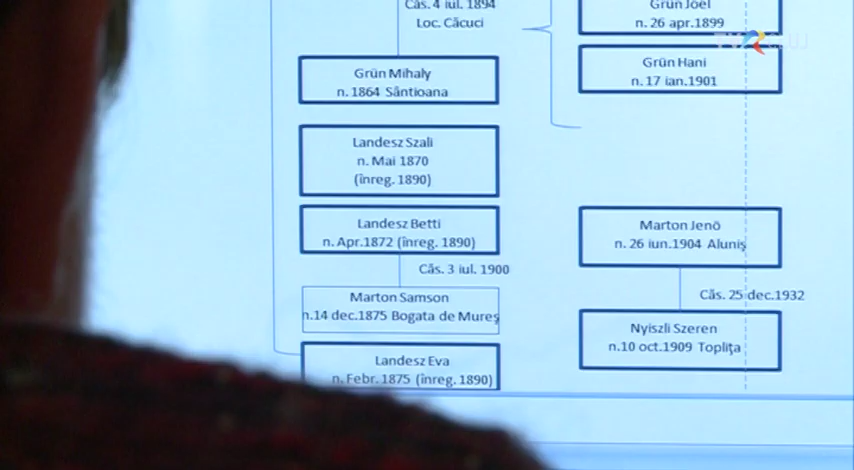 Căs. 4 iul. 1894
Loc. Căcuci
Grün Mihaly
n. 1864 Sântioana
Landesz Szali
n. Mai 1870
(înreg. 1890)
Landesz Betti
n. Apr.1872 (înreg. 1890)
Căs. 3 iul. 1900
Marton Samson
n.14 dec.1875 Bogata de Mureș
Landesz Eva
n. Febr. 1875 (înreg. 1890)
Grün Joel
n. 26 apr.1899
Grün Hani
n. 17 ian.1901
Marton Jenö
n. 26 iun.1904 Aluniș
Căs. 25 dec.1932
Nyiszli Szeren
n.10 oct.1909 Toplița
TVR CLUJ